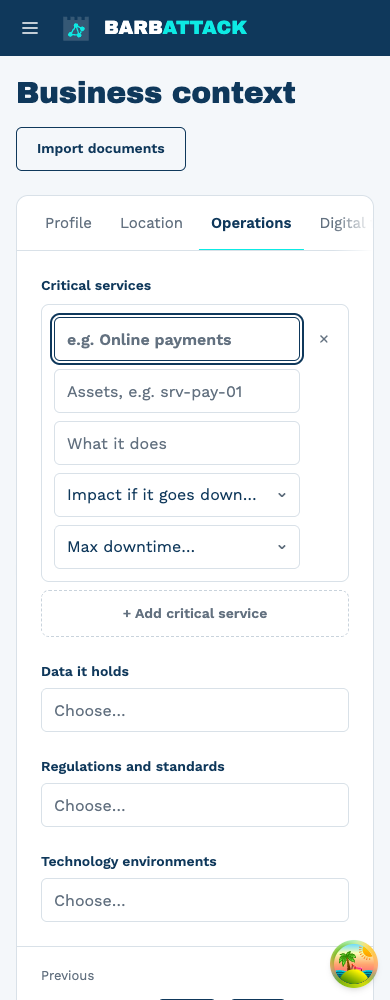 BARBATTACK
Business context
Import documents
Profile Location Operations Digital
Critical services
e.g. Online payments ×
Assets, e.g. srv-pay-01
What it does
Impact if it goes down...
Max downtime...
+ Add critical service
Data it holds
Choose...
Regulations and standards
Choose...
Technology environments
Choose...
Previous